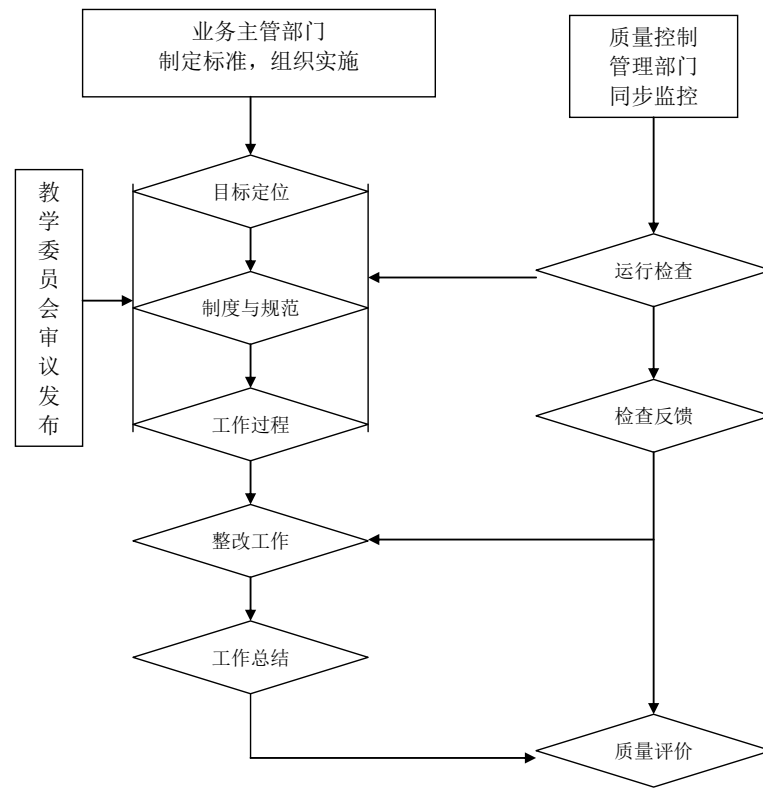 业务主管部门
制定标准，组织实施
质量控制
管理部门
同步监控
教学委员会审议发布
目标定位
运行检查
制度与规范
检查反馈
工作过程
整改工作
工作总结
质量评价